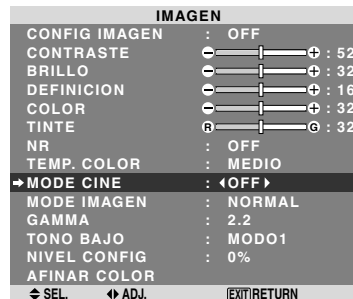 IMAGEN
CONFIG IMAGEN : OFF
CONTRASTE : 52
BRILLO : 32
DEFINICION : 16
COLOR : 32
TINTE R G : 32
NR : OFF
TEMP. COLOR : MEDIO
MODE CINE : OFF
MODE IMAGEN : NORMAL
GAMMA : 2.2
TONO BAJO : MODO1
NIVEL CONFIG : 0%
AFINAR COLOR
SEL. ADJ. EXIT RETURN